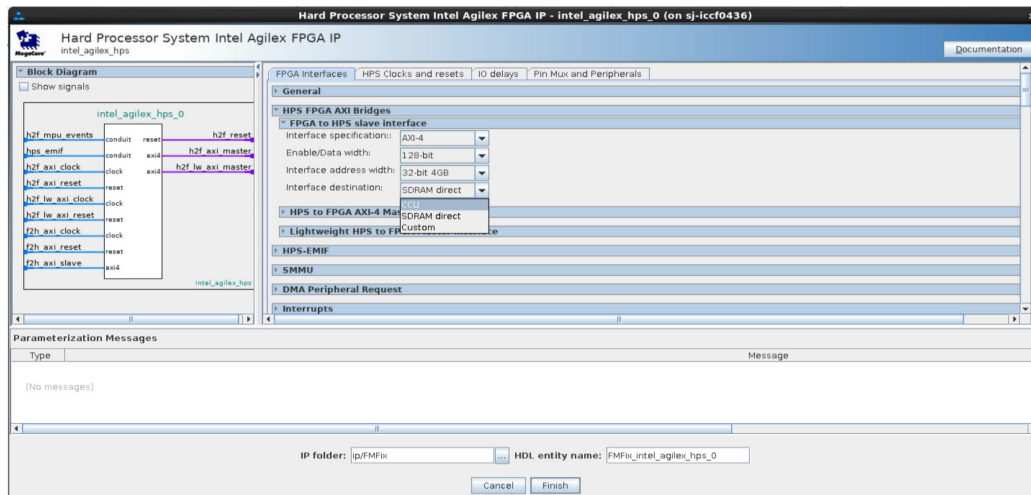 Hard Processor System Intel Agilex FPGA IP - intel_agilex_hps_0 (on sj-iccf0436)
MegaCore'
Hard Processor System Intel Agilex FPGA IP
intel_agilex_hps
Documentation
Block Diagram
Show signals
intel_agilex_hps_0
h2f_mpu_events conduit reset h2f_reset
hps_emif conduit axi4 h2f_axi_master
h2f_axi_clock clock axi4 h2f_lw_axi_master
h2f_axi_reset reset
h2f_lw_axi_clock clock
h2f_lw_axi_reset reset
f2h_axi_clock clock
f2h_axi_reset reset
f2h_axi_slave axi4
intel_agilex_hps
FPGA Interfaces HPS Clocks and resets IO delays Pin Mux and Peripherals
General
HPS FPGA AXI Bridges
FPGA to HPS slave interface
Interface specification:: AXI-4
Enable/Data width: 128-bit
Interface address width: 32-bit 4GB
Interface destination: SDRAM direct
CCU
SDRAM direct
Custom
HPS to FPGA AXI-4 Mas
Lightweight HPS to FP
HPS-EMIF
SMMU
DMA Peripheral Request
Interrupts
Parameterization Messages
Type Message
(No messages)
IP folder: ip/FMFix ... HDL entity name: FMFix_intel_agilex_hps_0
Cancel Finish